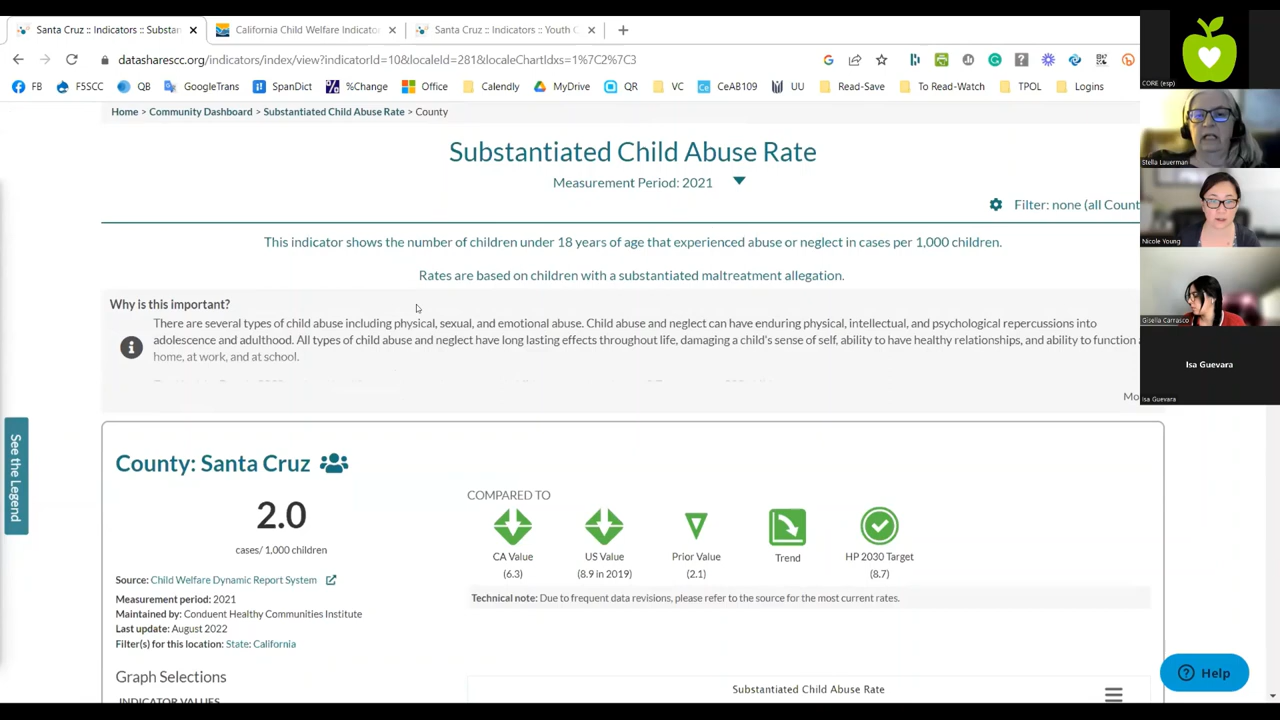 Santa Cruz :: Indicators :: Substan
California Child Welfare Indicator
Santa Cruz :: Indicators :: Youth C
datasharescc.org/indicators/index/view?indicatorId=10&localeId=281&localeChartIdxs=1%7C2%7C3
FB
F5SCC
QB
GoogleTrans
SpanDict
%Change
Office
Calendly
MyDrive
QR
VC
CeAB109
UU
Read-Save
To Read-Watch
TPOL
Logins
Home > Community Dashboard > Substantiated Child Abuse Rate > County
Substantiated Child Abuse Rate
Measurement Period: 2021
Filter: none (all Count
This indicator shows the number of children under 18 years of age that experienced abuse or neglect in cases per 1,000 children.
Rates are based on children with a substantiated maltreatment allegation.
Why is this important?
There are several types of child abuse including physical, sexual, and emotional abuse. Child abuse and neglect can have enduring physical, intellectual, and psychological repercussions into
adolescence and adulthood. All types of child abuse and neglect have long lasting effects throughout life, damaging a child's sense of self, ability to have healthy relationships, and ability to function a
home, at work, and at school.
Mo
See the Legend
County: Santa Cruz
2.0
cases/ 1,000 children
Source: Child Welfare Dynamic Report System
Measurement period: 2021
Maintained by: Conduent Healthy Communities Institute
Last update: August 2022
Filter(s) for this location: State: California
Graph Selections
INDICATOR VALUES
COMPARED TO
CA Value
(6.3)
US Value
(8.9 in 2019)
Prior Value
(2.1)
Trend
HP 2030 Target
(8.7)
Technical note: Due to frequent data revisions, please refer to the source for the most current rates.
Substantiated Child Abuse Rate
Help
CORE (esp)
Stella Lauerman
Nicole Young
Gisella Carrasco
Isa Guevara
Isa Guevara